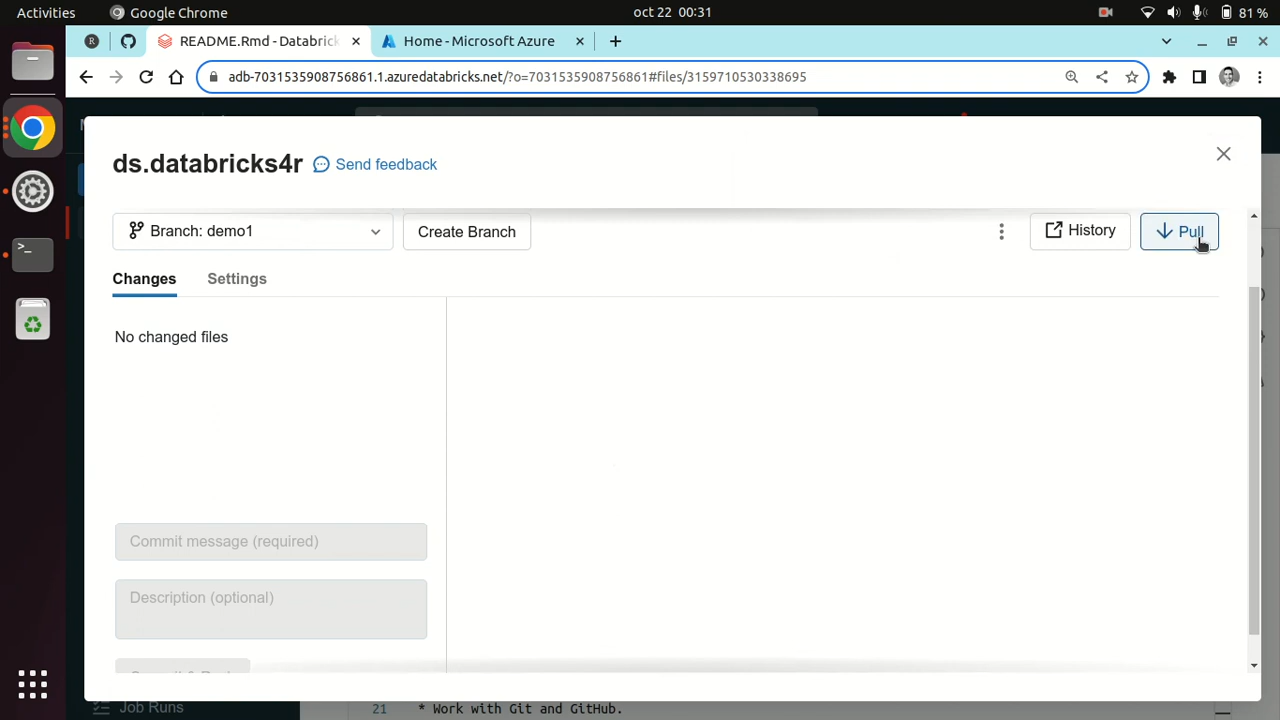 Activities
Google Chrome
oct 22 00:31
81 %
README.Rmd - Databrick
Home - Microsoft Azure
adb-7031535908756861.1.azuredatabricks.net/?o=7031535908756861#files/3159710530338695
ds.databricks4r
Send feedback
Branch: demo1
Create Branch
History
Pull
Changes
Settings
No changed files
Commit message (required)
Description (optional)
Job Runs
21 * Work with Git and GitHub.